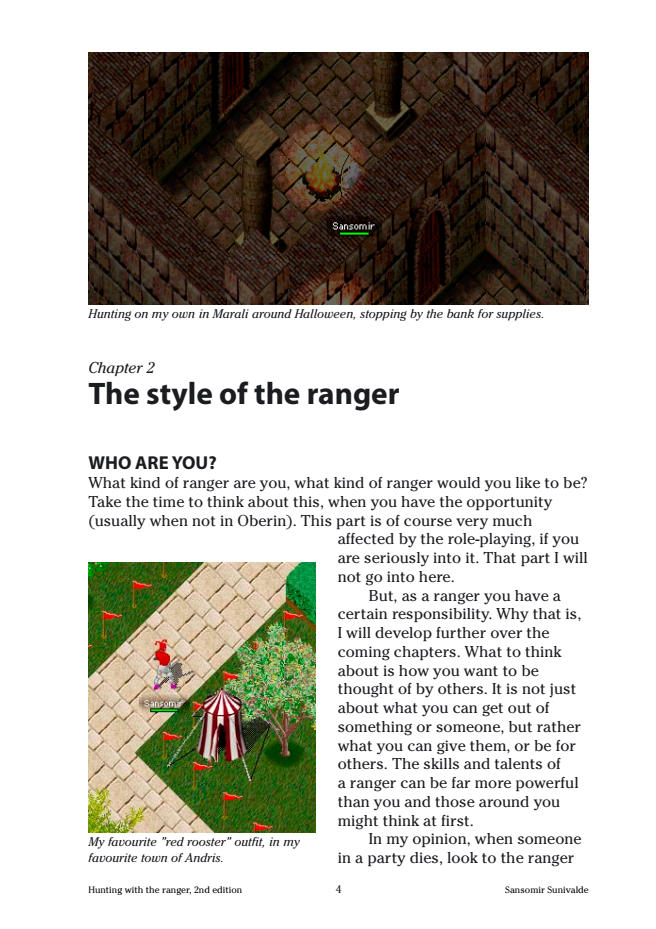 Sansomir
Hunting on my own in Marali around Halloween, stopping by the bank for supplies.
Chapter 2
The style of the ranger
WHO ARE YOU?
What kind of ranger are you, what kind of ranger would you like to be?
Take the time to think about this, when you have the opportunity
(usually when not in Oberin). This part is of course very much
affected by the role-playing, if you
are seriously into it. That part I will
not go into here.
But, as a ranger you have a
certain responsibility. Why that is,
I will develop further over the
coming chapters. What to think
about is how you want to be
thought of by others. It is not just
about what you can get out of
something or someone, but rather
what you can give them, or be for
others. The skills and talents of
a ranger can be far more powerful
than you and those around you
might think at first.
In my opinion, when someone
in a party dies, look to the ranger
Sansomir
My favourite "red rooster" outfit, in my
favourite town of Andris.
Hunting with the ranger, 2nd edition
4
Sansomir Sunivalde